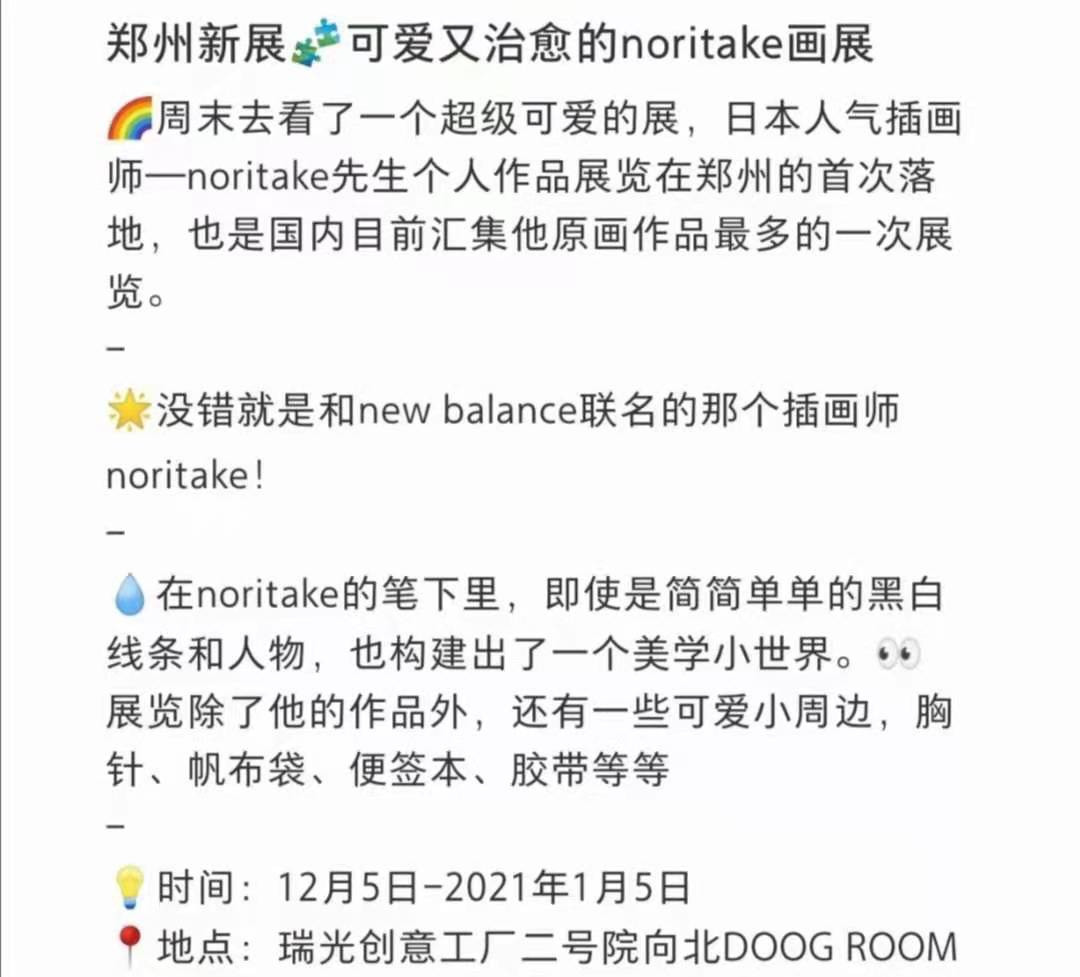 郑州新展🧩可爱又治愈的noritake画展
🌈周末去看了一个超级可爱的展，日本人气插画
师—noritake先生个人作品展览在郑州的首次落
地，也是国内目前汇集他原画作品最多的一次展
览。
–
🌟没错就是和new balance联名的那个插画师
noritake！
–
💧在noritake的笔下里，即使是简简单单的黑白
线条和人物，也构建出了一个美学小世界。👀
展览除了他的作品外，还有一些可爱小周边，胸
针、帆布袋、便签本、胶带等等
–
💡时间：12月5日–2021年1月5日
📍地点：瑞光创意工厂二号院向北DOOG ROOM